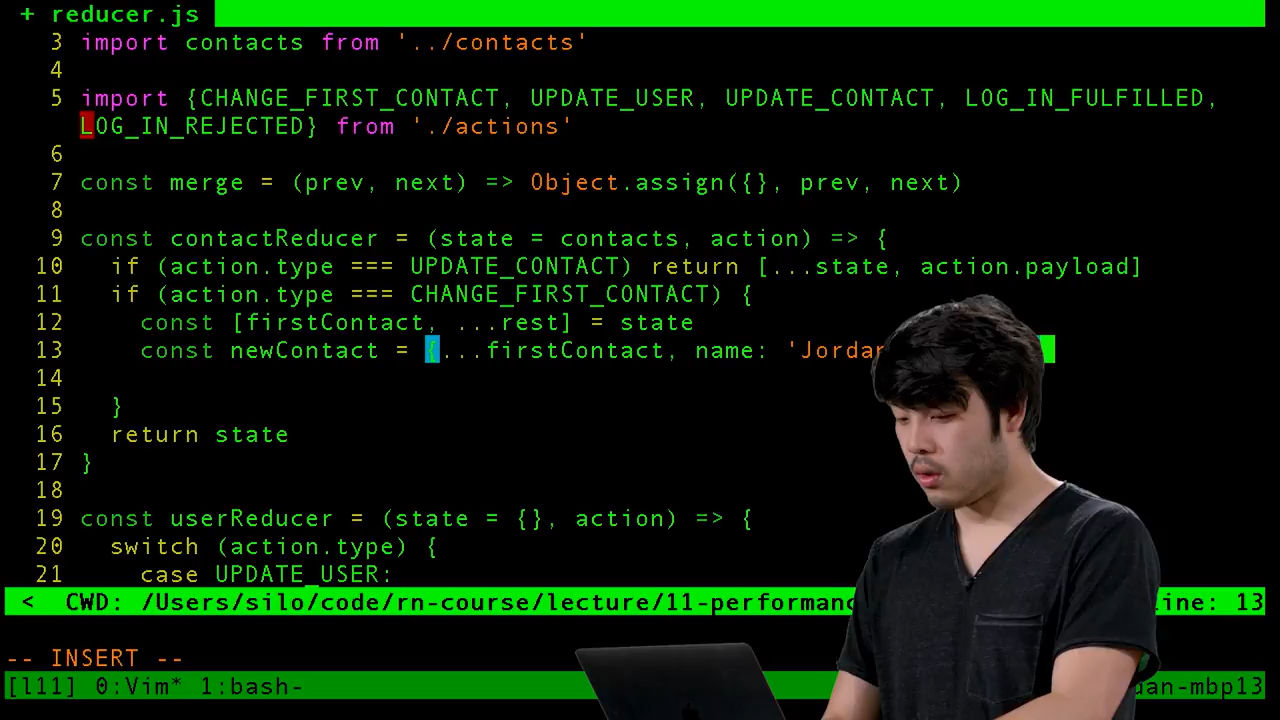 + reducer.js
3 import contacts from '../contacts'
4
5 import {CHANGE_FIRST_CONTACT, UPDATE_USER, UPDATE_CONTACT, LOG_IN_FULFILLED,
LOG_IN_REJECTED} from './actions'
6
7 const merge = (prev, next) => Object.assign({}, prev, next)
8
9 const contactReducer = (state = contacts, action) => {
10 if (action.type === UPDATE_CONTACT) return [...state, action.payload]
11 if (action.type === CHANGE_FIRST_CONTACT) {
12 const [firstContact, ...rest] = state
13 const newContact = {...firstContact, name: 'Jordan
14
15 }
16 return state
17 }
18
19 const userReducer = (state = {}, action) => {
20 switch (action.type) {
21 case UPDATE_USER:
< CWD: /Users/silo/code/rn-course/lecture/11-performanc line: 13
-- INSERT --
[l11] 0:Vim* 1:bash- dan-mbp13